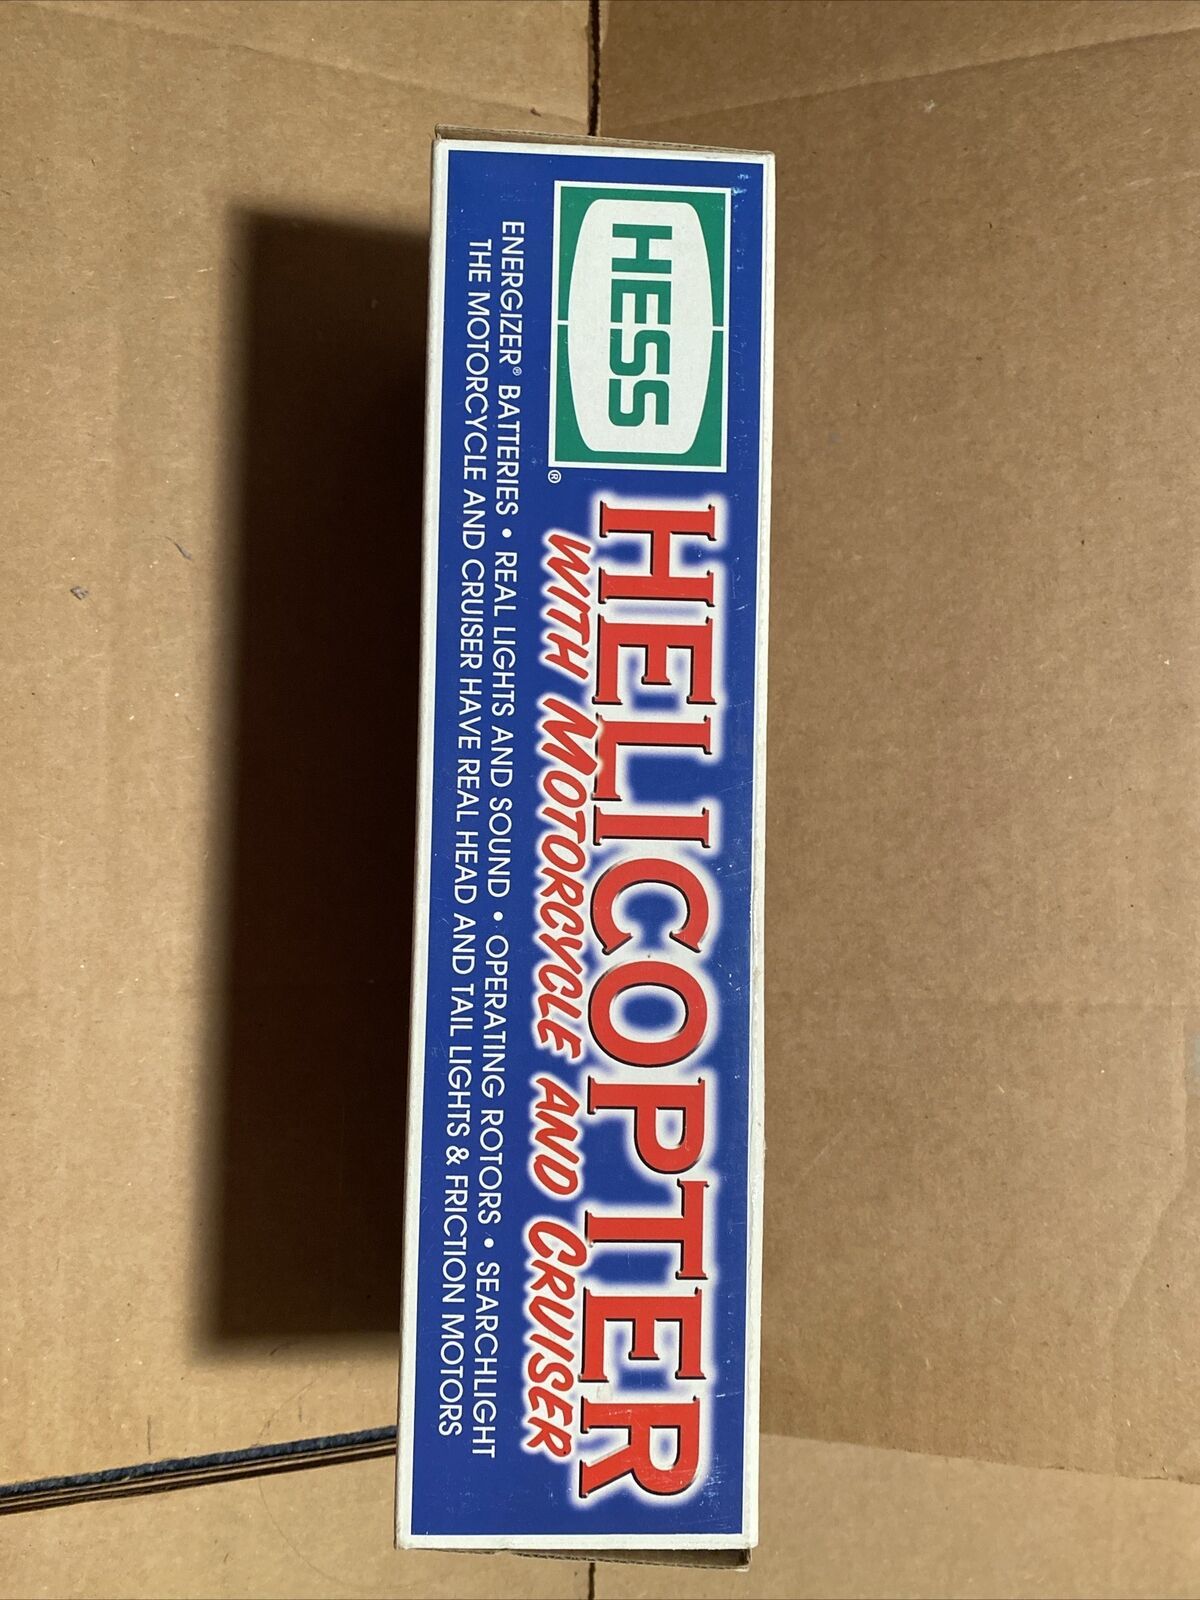 HESS®
HELICOPTER
WITH MOTORCYCLE AND CRUISER
ENERGIZER® BATTERIES • REAL LIGHTS AND SOUND • OPERATING ROTORS • SEARCHLIGHT
THE MOTORCYCLE AND CRUISER HAVE REAL HEAD AND TAIL LIGHTS & FRICTION MOTORS